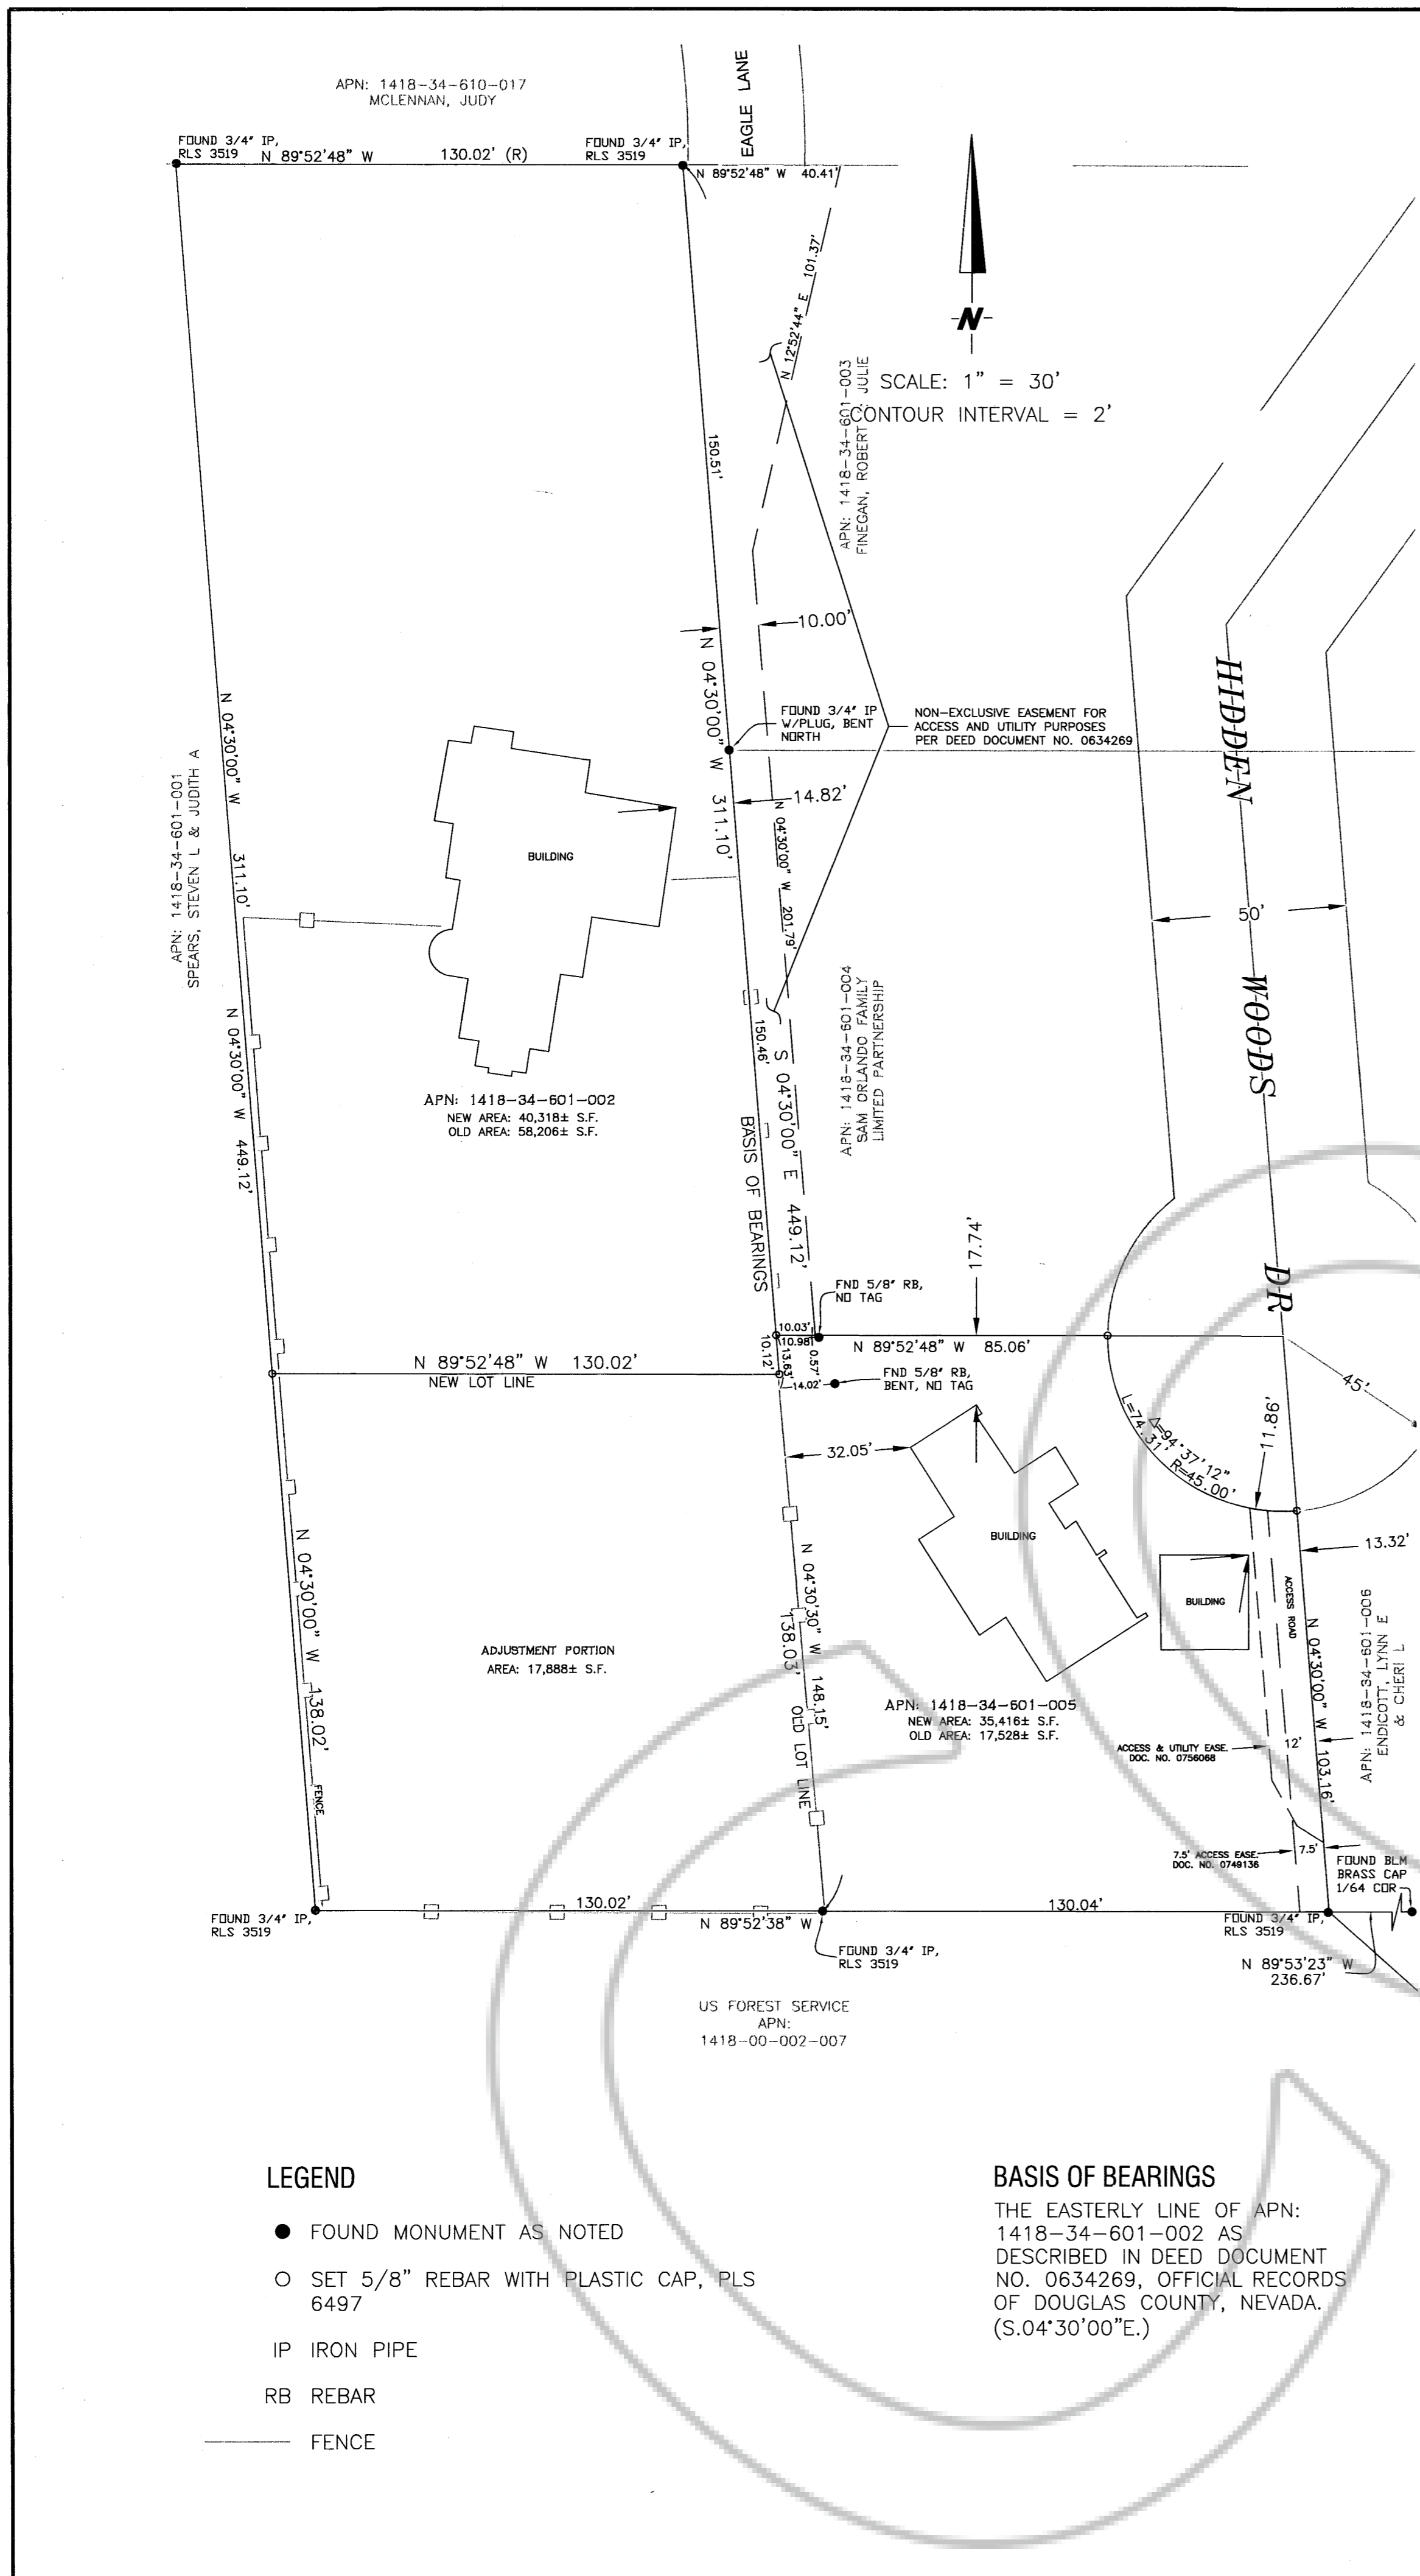 APN: 1418-34-610-017
MCLENNAN, JUDY
EAGLE LANE
FOUND 3/4" IP,
RLS 3519
N 89°52'48" W 130.02' (R)
FOUND 3/4" IP,
RLS 3519
N 89°52'48" W 40.41'
N 12°52'44" E 101.37'
N
SCALE: 1" = 30'
CONTOUR INTERVAL = 2'
APN: 1418-34-601-003
FINEGAN, ROBERT JULIE
150.51'
10.00'
N 04°30'00" W 311.10'
FOUND 3/4" IP
W/PLUG, BENT
NORTH
NON-EXCLUSIVE EASEMENT FOR
ACCESS AND UTILITY PURPOSES
PER DEED DOCUMENT NO. 0634269
HIDDEN WOODS DR
N 04°30'00" W 311.10'
APN: 1418-34-601-001
SPEARS, STEVEN L & JUDITH A
14.82'
N 04°30'00" W 201.79'
BUILDING
50'
APN: 1418-34-601-004
SAM ORLANDO FAMILY
LIMITED PARTNERSHIP
150.46'
S 04°30'00" E 449.12'
N 04°30'00" W 449.12'
APN: 1418-34-601-002
NEW AREA: 40,318± S.F.
OLD AREA: 58,206± S.F.
BASIS OF BEARINGS
17.74'
FND 5/8" RB,
NO TAG
10.03'
10.98'
10.12'
13.63'
0.57'
N 89°52'48" W 85.06'
N 89°52'48" W 130.02'
NEW LOT LINE
14.02'
FND 5/8" RB,
BENT, NO TAG
45'
L=74.31'
Δ=94°37'12"
R=45.00'
11.86'
32.05'
BUILDING
13.32'
BUILDING
ACCESS ROAD
N 04°30'00" W 138.02'
N 04°30'30" W 148.15'
138.03'
OLD LOT LINE
N 04°30'00" W 103.16'
APN: 1418-34-601-006
ENDICOTT, LYNN E
& CHERI L
ADJUSTMENT PORTION
AREA: 17,888± S.F.
APN: 1418-34-601-005
NEW AREA: 35,416± S.F.
OLD AREA: 17,528± S.F.
ACCESS & UTILITY EASE.
DOC. NO. 0756068
12'
FENCE
7.5' ACCESS EASE.
DOC. NO. 0749136
7.5'
FOUND BLM
BRASS CAP
1/64 COR
130.02'
130.04'
FOUND 3/4" IP,
RLS 3519
N 89°52'38" W
FOUND 3/4" IP,
RLS 3519
FOUND 3/4" IP,
RLS 3519
N 89°53'23" W
236.67'
US FOREST SERVICE
APN:
1418-00-002-007
LEGEND
FOUND MONUMENT AS NOTED
SET 5/8" REBAR WITH PLASTIC CAP, PLS
6497
IP IRON PIPE
RB REBAR
FENCE
BASIS OF BEARINGS
THE EASTERLY LINE OF APN:
1418-34-601-002 AS
DESCRIBED IN DEED DOCUMENT
NO. 0634269, OFFICIAL RECORDS
OF DOUGLAS COUNTY, NEVADA.
(S.04°30'00"E.)